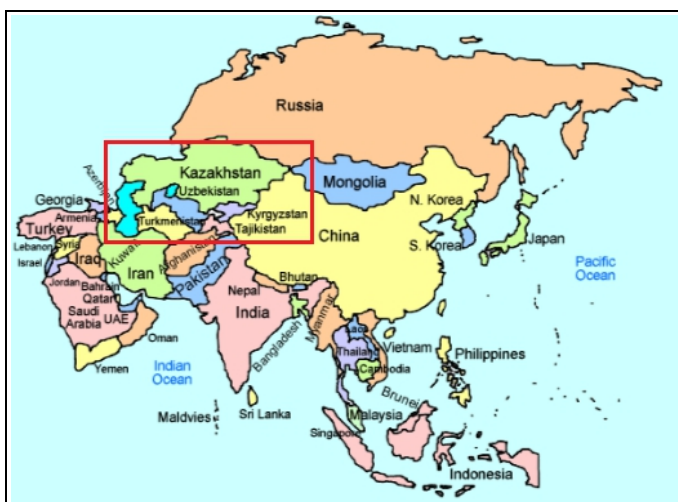 Russia
Kazakhstan
Uzbekistan
Mongolia
Azerbijan
Georgia
Armenia
Turkmenistan
Kyrgyzstan
Tajikistan
N. Korea
Turkey
Lebanon
Syria
Israel
Iraq
Kuwait
Iran
Afghanistan
China
S. Korea
Japan
Pacific
Ocean
Jordan
Bahrain
Qatar
Pakistan
Nepal
Bhutan
Saudi
Arabia
UAE
Oman
India
Bangladesh
Myanmar
Laos
Thailand
Vietnam
Cambodia
Philippines
Yemen
Indian
Ocean
Maldvies
Sri Lanka
Brunei
Malaysia
Singapore
Indonesia